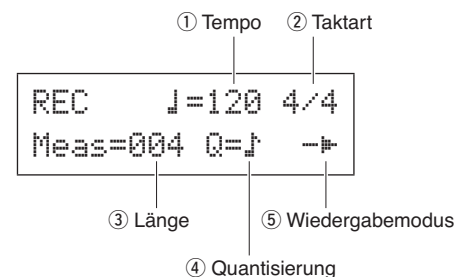 ① Tempo ② Taktart
REC ♩=120 4/4
Meas=004 Q=♪
③ Länge ⑤ Wiedergabemodus
④ Quantisierung